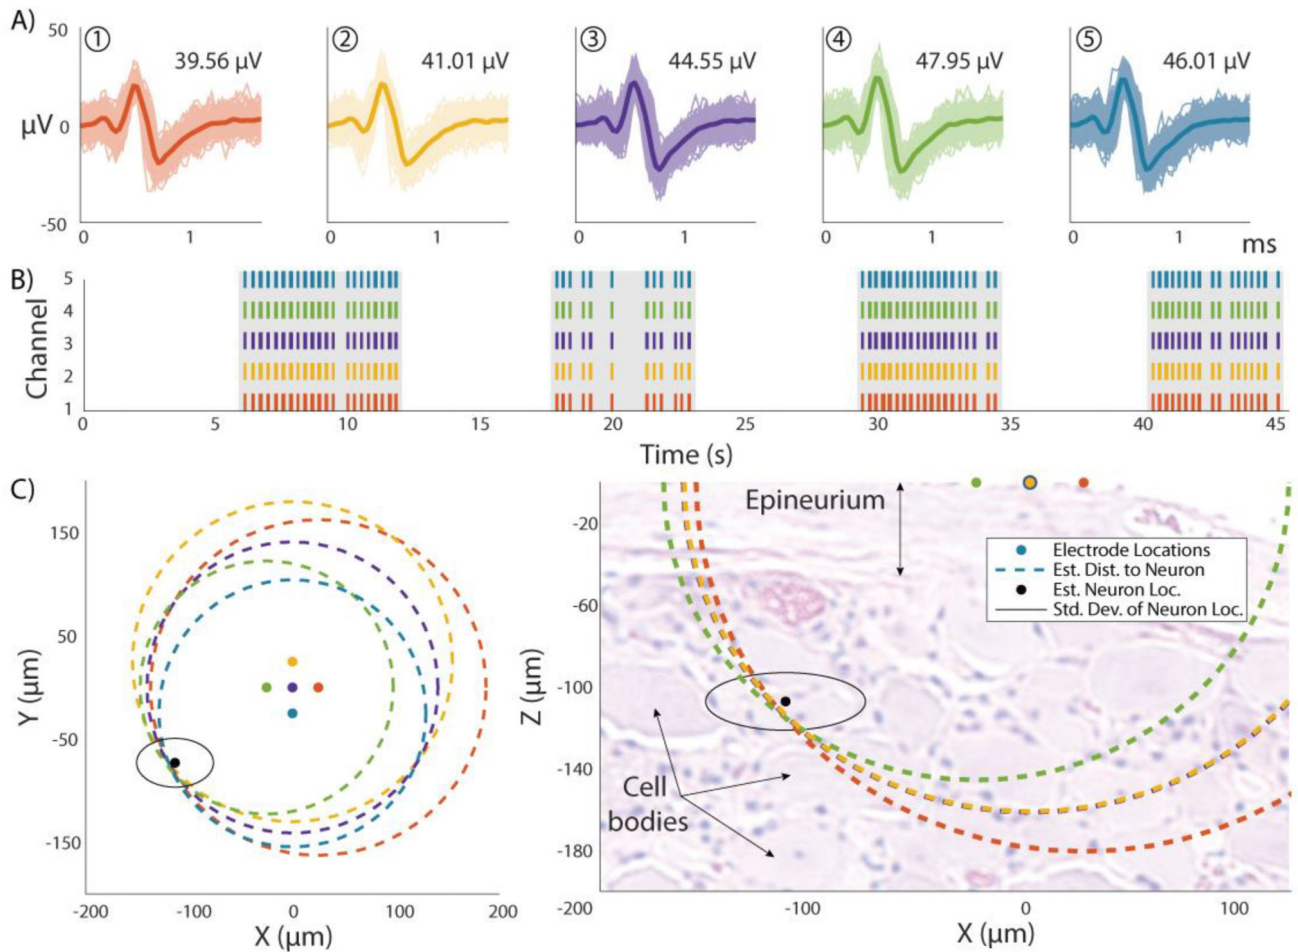 A)
50
μV
0
-50
① 39.56 μV
② 41.01 μV
③ 44.55 μV
④ 47.95 μV
⑤ 46.01 μV
0 1 0 1 0 1 0 1 0 1 ms
B)
Channel
5
4
3
2
1
5 10 15 20 25 30 35 40 45
Time (s)
C)
Y (μm)
150
50
-50
-150
-200 -100 0 100 200
X (μm)
Z (μm)
-20
-60
-100
-140
-180
Epineurium
Electrode Locations
Est. Dist. to Neuron
Est. Neuron Loc.
Std. Dev. of Neuron Loc.
Cell
bodies
-200 -100 0 100
X (μm)